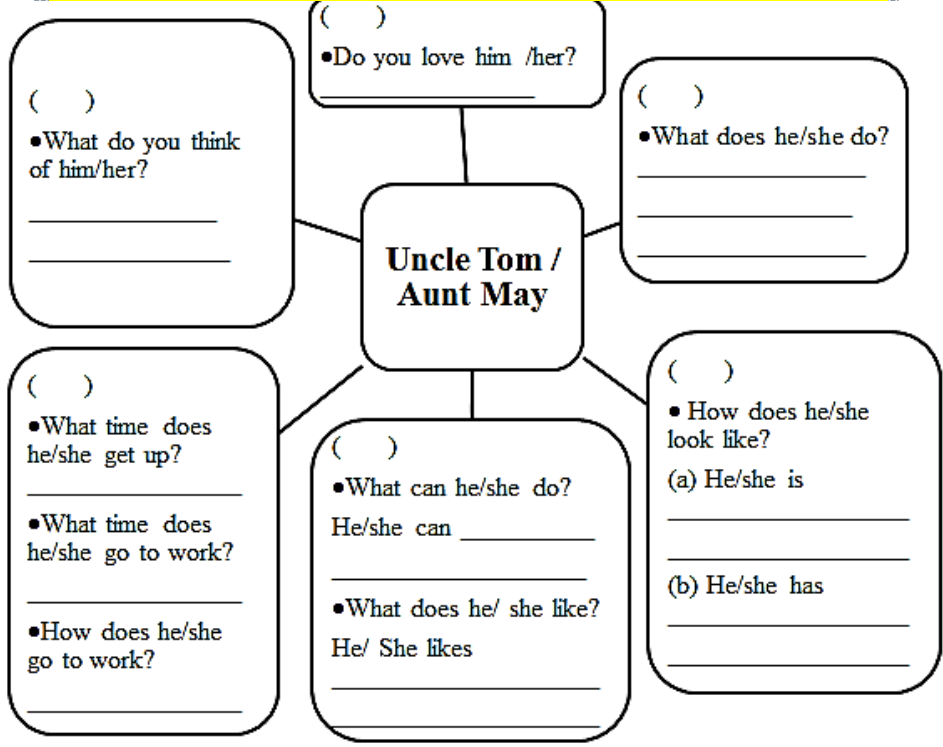 (    )
●Do you love him /her?
(    )
●What do you think
of him/her?
(    )
●What does he/she do?
Uncle Tom /
Aunt May
(    )
●What time does
he/she get up?
●What time does
he/she go to work?
●How does he/she
go to work?
(    )
●What can he/she do?
He/she can
●What does he/ she like?
He/ She likes
(    )
● How does he/she
look like?
(a) He/she is
(b) He/she has